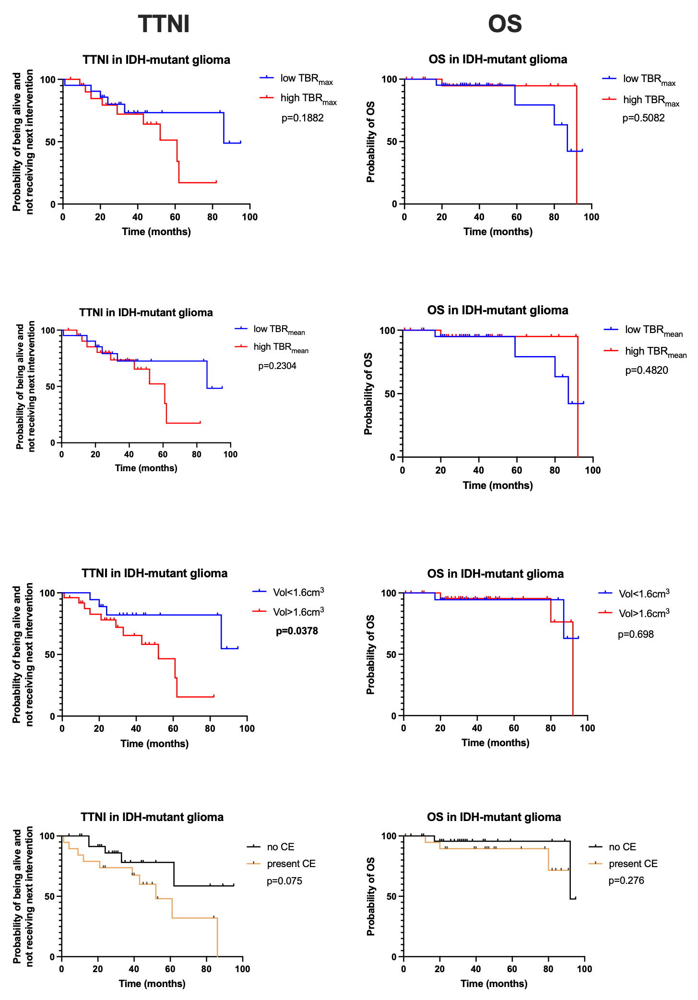 TTNI
OS
TTNI in IDH-mutant glioma
Probability of being alive and
not receiving next intervention
100
50
0
0 20 40 60 80 100
Time (months)
low TBRmax
high TBRmax
p=0.1882
OS in IDH-mutant glioma
Probability of OS
100
50
0
0 20 40 60 80 100
Time (months)
low TBRmax
high TBRmax
p=0.5082
TTNI in IDH-mutant glioma
Probability of being alive and
not receiving next intervention
100
50
0
0 20 40 60 80 100
Time (months)
low TBRmean
high TBRmean
p=0.2304
OS in IDH-mutant glioma
Probability of OS
100
50
0
0 20 40 60 80 100
Time (months)
low TBRmean
high TBRmean
p=0.4820
TTNI in IDH-mutant glioma
Probability of being alive and
not receiving next intervention
100
50
0
0 20 40 60 80 100
Time (months)
Vol<1.6cm³
Vol>1.6cm³
p=0.0378
OS in IDH-mutant glioma
Probability of OS
100
50
0
0 20 40 60 80 100
Time (months)
Vol<1.6cm³
Vol>1.6cm³
p=0.698
TTNI in IDH-mutant glioma
Probability of being alive and
not receiving next intervention
100
50
0
0 20 40 60 80 100
Time (months)
no CE
present CE
p=0.075
OS in IDH-mutant glioma
Probability of OS
100
50
0
0 20 40 60 80 100
Time (months)
no CE
present CE
p=0.276